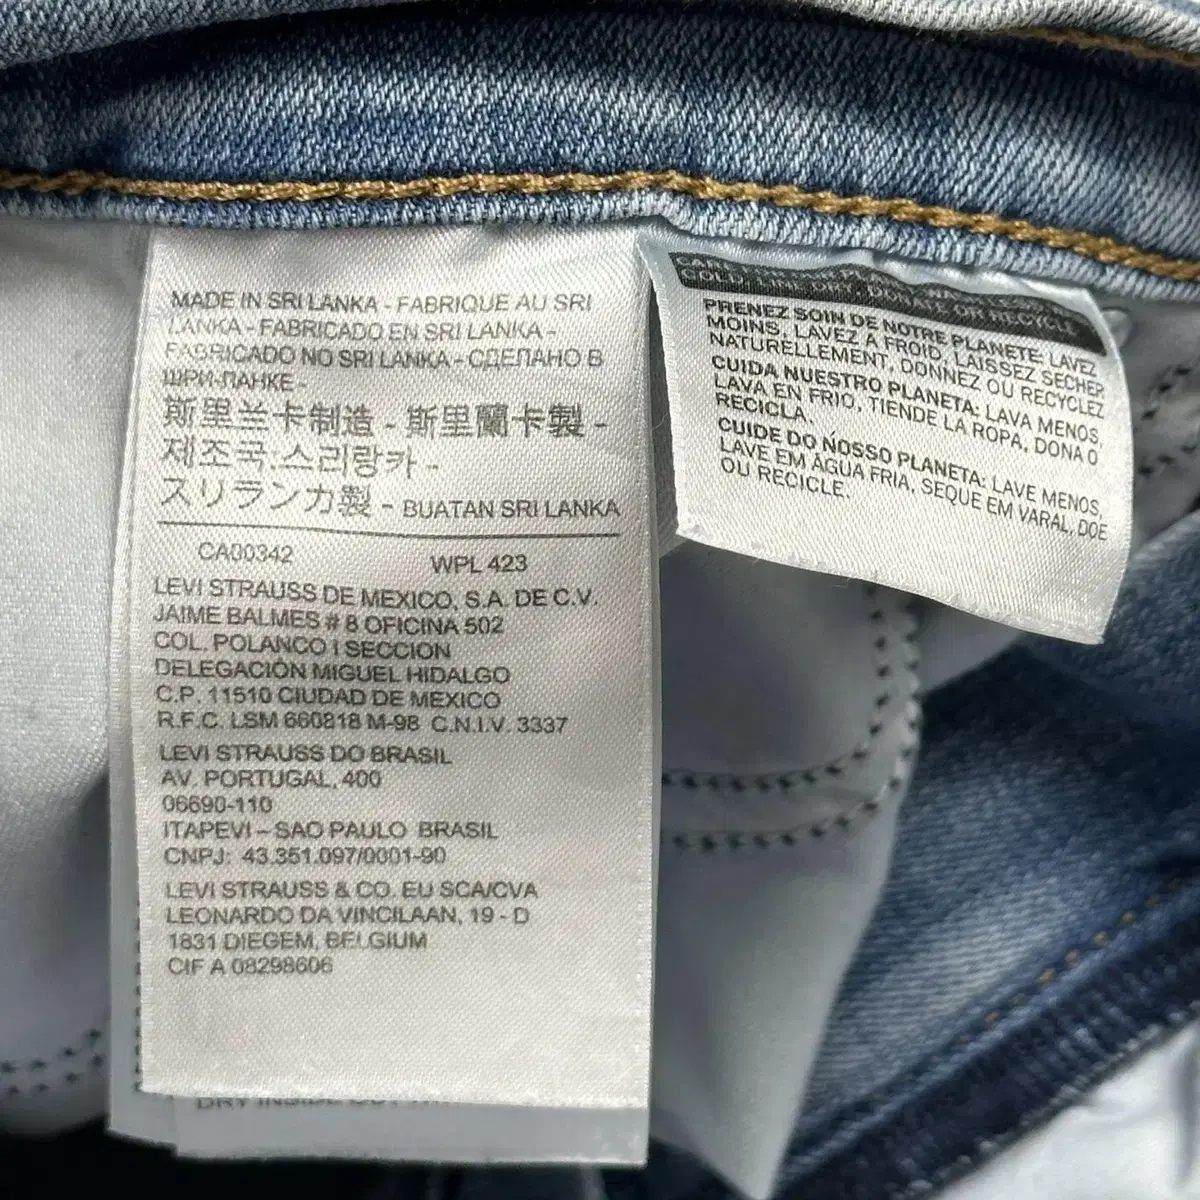 MADE IN SRI LANKA - FABRIQUE AU SRI
LANKA - FABRICADO EN SRI LANKA -
FABRICADO NO SRI LANKA - СДЕЛАНО В
ШРИ-ЛАНКЕ -
斯里兰卡制造 - 斯里蘭卡製 -
제조국.스리랑카 -
スリランカ製 - BUATAN SRI LANKA
CA00342 WPL 423
LEVI STRAUSS DE MEXICO, S.A. DE C.V.
JAIME BALMES # 8 OFICINA 502
COL. POLANCO I SECCION
DELEGACION MIGUEL HIDALGO
C.P. 11510 CIUDAD DE MEXICO
R.F.C. LSM 660818 M-98 C.N.I.V. 3337
LEVI STRAUSS DO BRASIL
AV. PORTUGAL, 400
06690-110
ITAPEVI – SAO PAULO BRASIL
CNPJ: 43.351.097/0001-90
LEVI STRAUSS & CO. EU SCA/CVA
LEONARDO DA VINCILAAN, 19 - D
1831 DIEGEM, BELGIUM
CIF A 08298606
DRY INSIDE
OR RECYCLE
PRENEZ SOIN DE NOTRE PLANETE: LAVEZ
MOINS, LAVEZ A FROID, LAISSEZ SECHER
NATURELLEMENT, DONNEZ OU RECYCLEZ
CUIDA NUESTRO PLANETA: LAVA MENOS,
LAVA EN FRIO, TIENDE LA ROPA, DONA O
RECICLA.
CUIDE DO NOSSO PLANETA: LAVE MENOS,
LAVE EM ÁGUA FRIA, SEQUE EM VARAL, DOE
OU RECICLE.